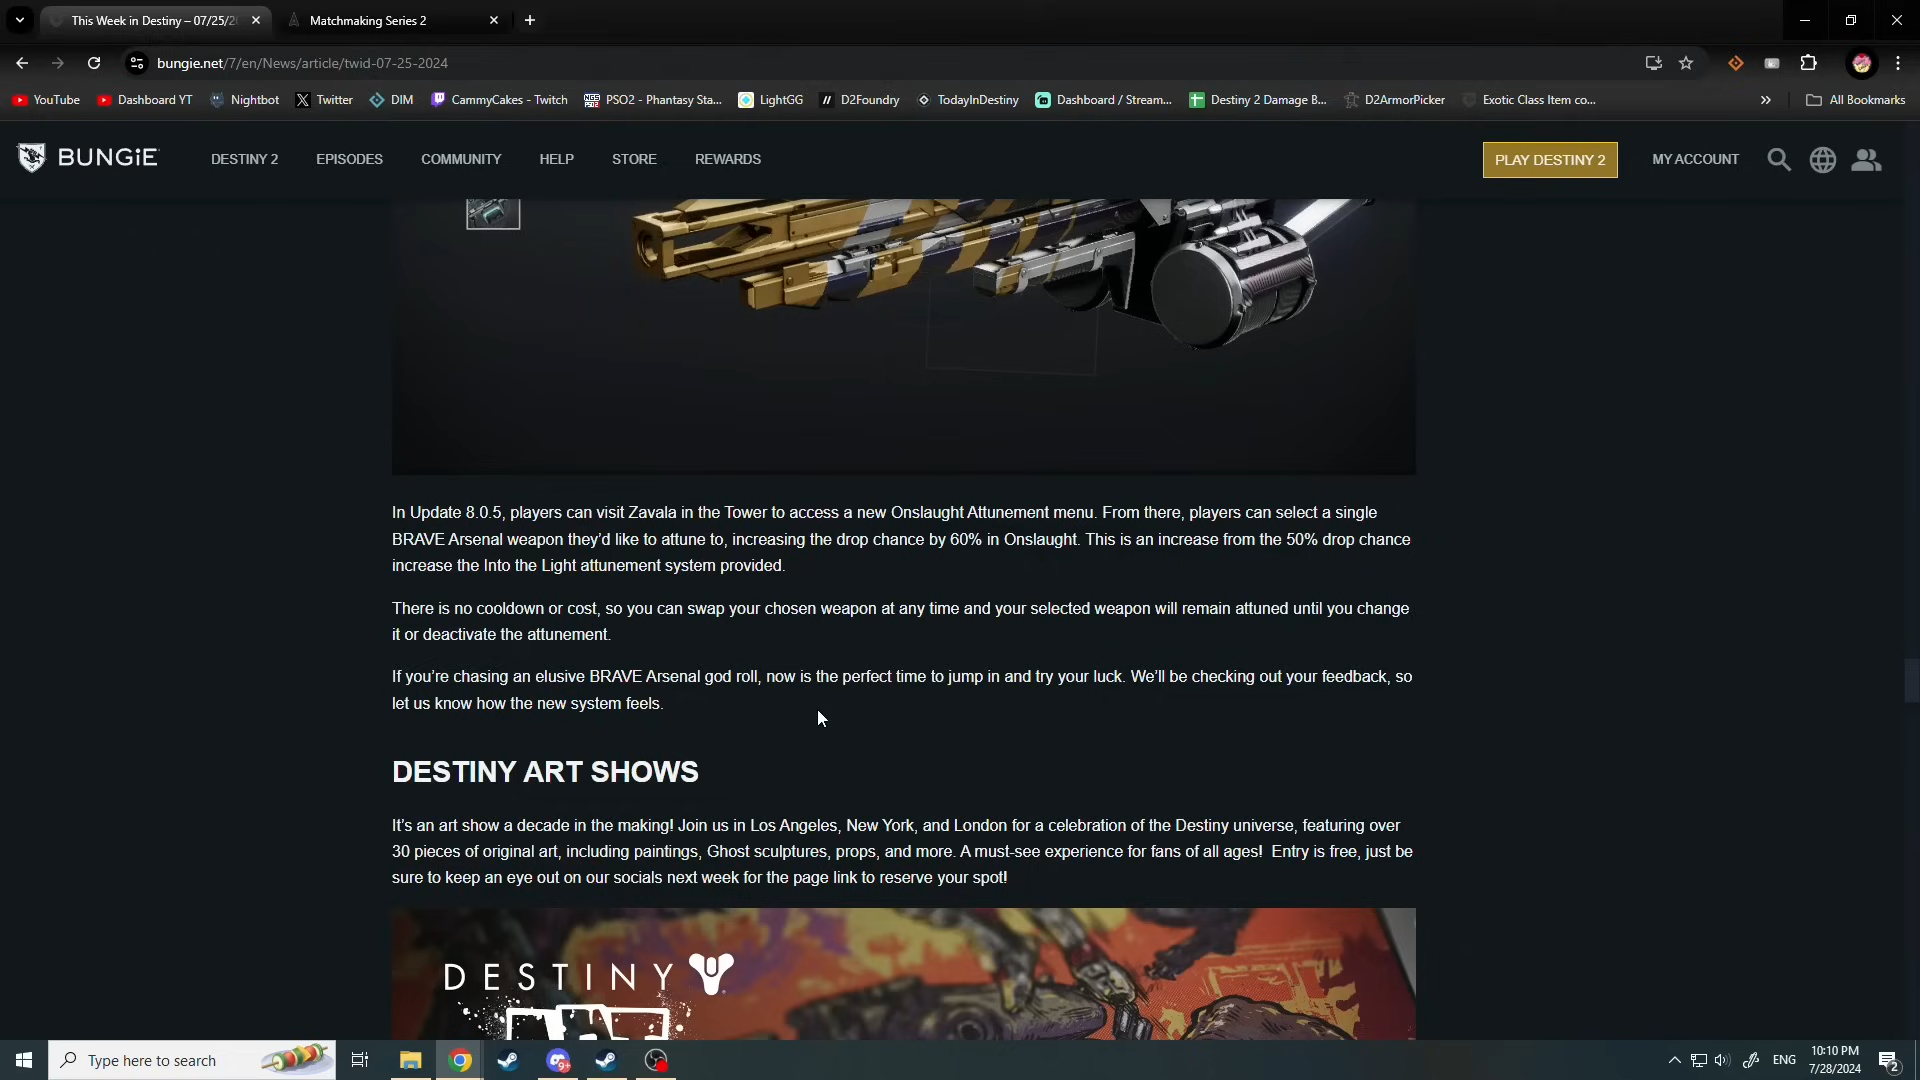 This Week in Destiny – 07/25/2
Matchmaking Series 2
bungie.net/7/en/News/article/twid-07-25-2024
YouTube
Dashboard YT
Nightbot
Twitter
DIM
CammyCakes - Twitch
PSO2 - Phantasy Sta...
LightGG
D2Foundry
TodayInDestiny
Dashboard / Stream...
Destiny 2 Damage B...
D2ArmorPicker
Exotic Class Item co...
All Bookmarks
BUNGiE
DESTINY 2
EPISODES
COMMUNITY
HELP
STORE
REWARDS
PLAY DESTINY 2
MY ACCOUNT
In Update 8.0.5, players can visit Zavala in the Tower to access a new Onslaught Attunement menu. From there, players can select a single
BRAVE Arsenal weapon they’d like to attune to, increasing the drop chance by 60% in Onslaught. This is an increase from the 50% drop chance
increase the Into the Light attunement system provided.
There is no cooldown or cost, so you can swap your chosen weapon at any time and your selected weapon will remain attuned until you change
it or deactivate the attunement.
If you’re chasing an elusive BRAVE Arsenal god roll, now is the perfect time to jump in and try your luck. We’ll be checking out your feedback, so
let us know how the new system feels.
DESTINY ART SHOWS
It’s an art show a decade in the making! Join us in Los Angeles, New York, and London for a celebration of the Destiny universe, featuring over
30 pieces of original art, including paintings, Ghost sculptures, props, and more. A must-see experience for fans of all ages!  Entry is free, just be
sure to keep an eye out on our socials next week for the page link to reserve your spot!
DESTINY
Type here to search
9+
ENG
10:10 PM
7/28/2024
2